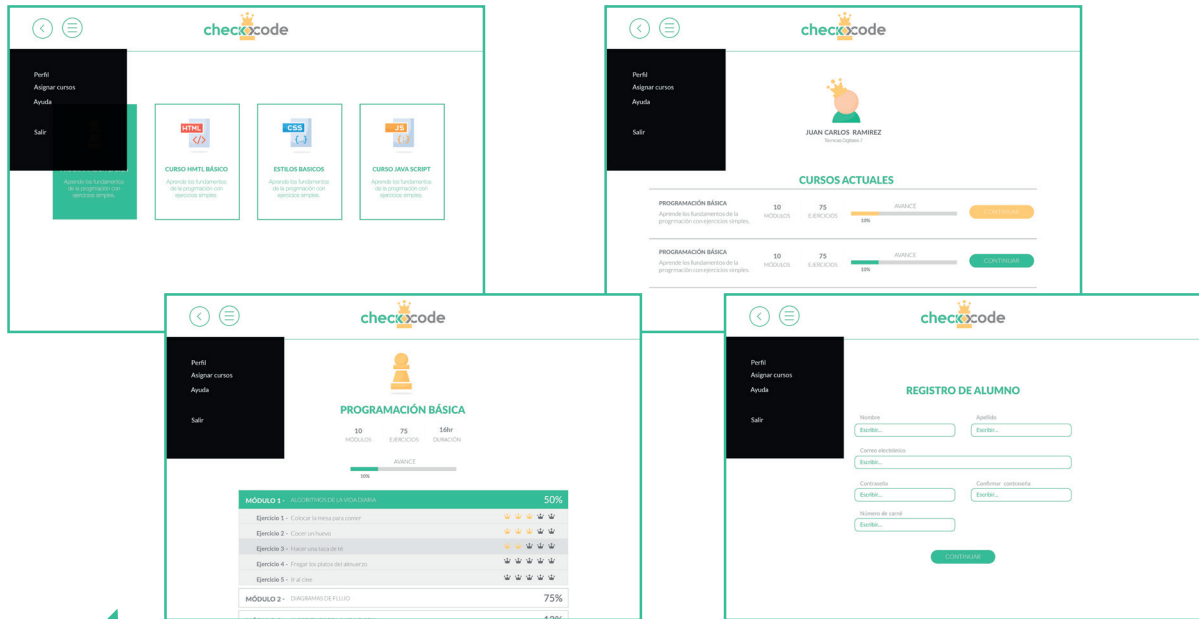 checkcode
Perfil
Asignar cursos
Ayuda
Salir
Aprende los fundamentos
de la progrmación con
ejercicios simples.
HTML
</>
CURSO HMTL BÁSICO
Aprende los fundamentos
de la progrmación con
ejercicios simples.
CSS
{..}
ESTILOS BASICOS
Aprende los fundamentos
de la progrmación con
ejercicios simples.
JS
CURSO JAVA SCRIPT
Aprende los fundamentos
de la progrmación con
ejercicios simples.
checkcode
Perfil
Asignar cursos
Ayuda
Salir
JUAN CARLOS RAMIREZ
Técnicas Digitales 1
CURSOS ACTUALES
PROGRAMACIÓN BÁSICA
Aprende los fundamentos de la
progrmación con ejercicios simples.
10
MÓDULOS
75
EJERCICIOS
AVANCE
10%
CONTINUAR
PROGRAMACIÓN BÁSICA
Aprende los fundamentos de la
progrmación con ejercicios simples.
10
MÓDULOS
75
EJERCICIOS
AVANCE
10%
CONTINUAR
checkcode
Perfil
Asignar cursos
Ayuda
Salir
PROGRAMACIÓN BÁSICA
10 75 16hr
MÓDULOS EJERCICIOS DURACIÓN
AVANCE
10%
MÓDULO 1 - ALGORITMOS DE LA VIDA DIARIA 50%
Ejercicio 1 - Colocar la mesa para comer
Ejercicio 2 - Cocer un huevo
Ejercicio 3 - Hacer una taza de té
Ejercicio 4 - Fregar los platos del almuerzo
Ejercicio 5 - Ir al cine
MÓDULO 2 - DIAGRAMAS DE FLUJO 75%
checkcode
Perfil
Asignar cursos
Ayuda
Salir
REGISTRO DE ALUMNO
Nombre Apellido
Escribir... Escribir...
Correo electrónico
Escribir...
Contraseña Confirmar contraseña
Escribir... Escribir...
Número de carné
Escribir...
CONTINUAR